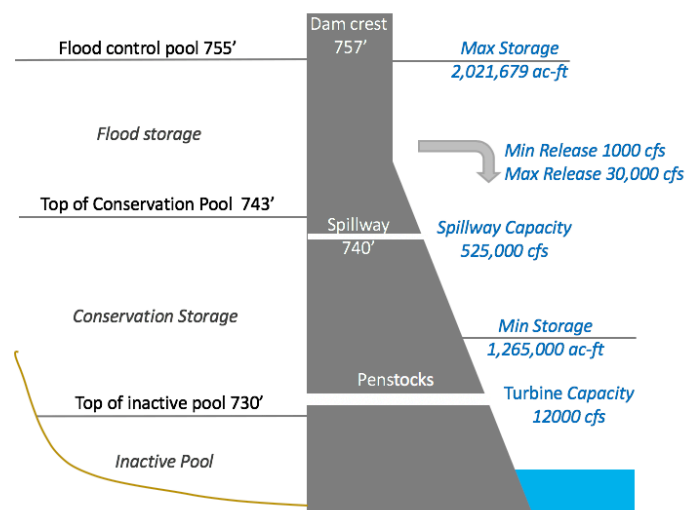 Dam crest
757’
Flood control pool 755’
Max Storage
2,021,679 ac-ft
Flood storage
Min Release 1000 cfs
Max Release 30,000 cfs
Top of Conservation Pool 743’
Spillway
740’
Spillway Capacity
525,000 cfs
Conservation Storage
Min Storage
1,265,000 ac-ft
Penstocks
Turbine Capacity
12000 cfs
Top of inactive pool 730’
Inactive Pool